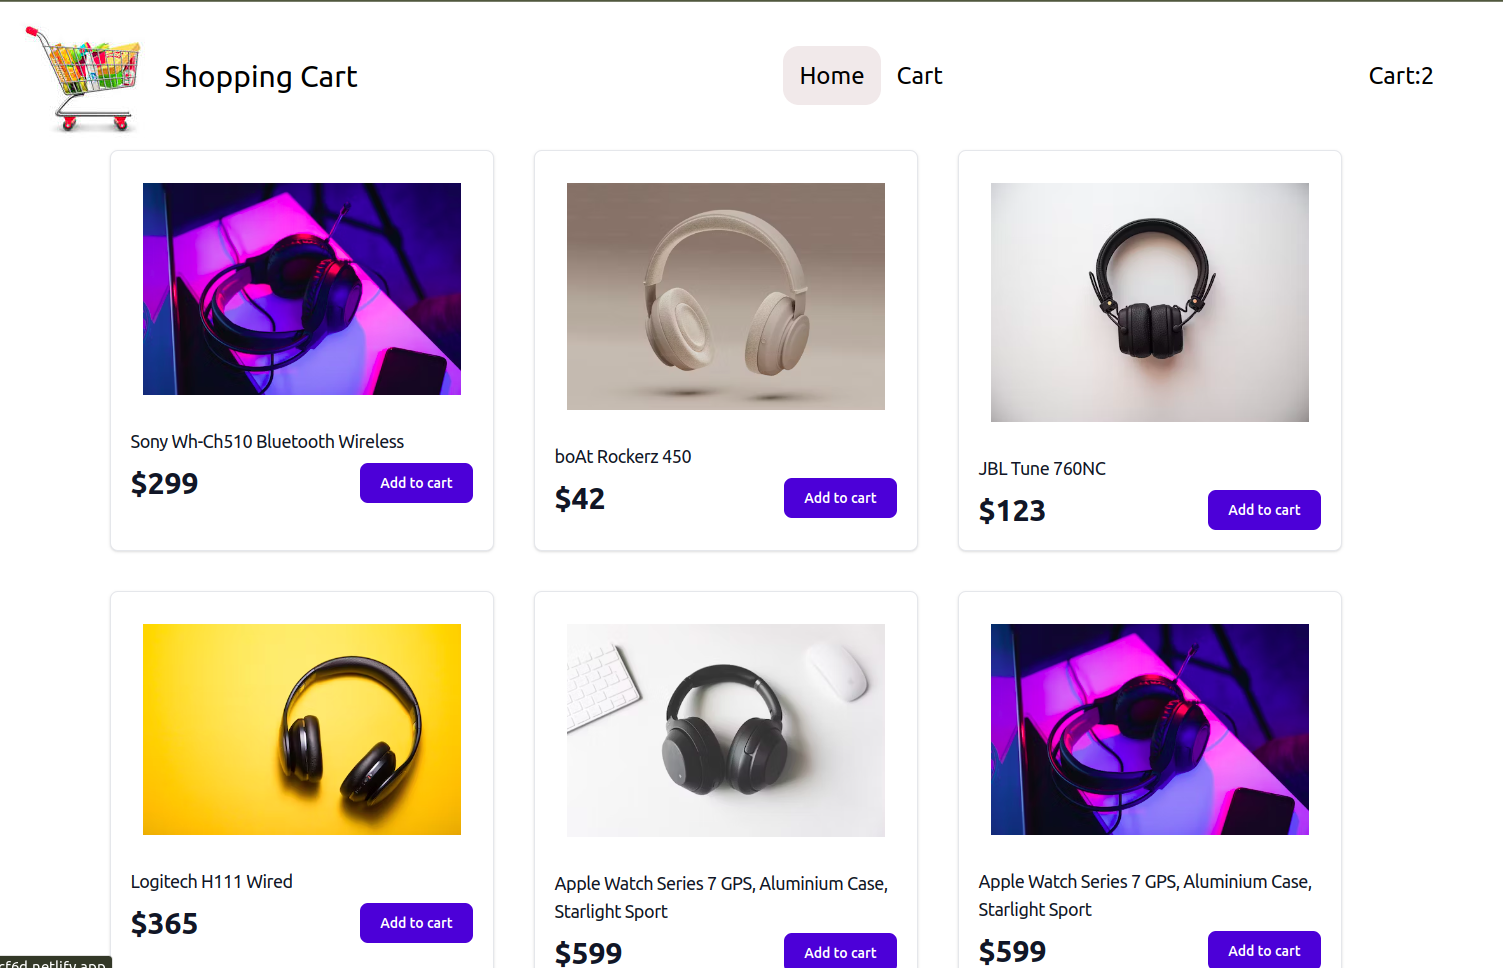 Shopping Cart
Home
Cart
Cart:2
Sony Wh-Ch510 Bluetooth Wireless
$299
Add to cart
boAt Rockerz 450
$42
Add to cart
JBL Tune 760NC
$123
Add to cart
Logitech H111 Wired
$365
Add to cart
Apple Watch Series 7 GPS, Aluminium Case,
Starlight Sport
$599
Add to cart
Apple Watch Series 7 GPS, Aluminium Case,
Starlight Sport
$599
Add to cart
cf6d.netlify.app